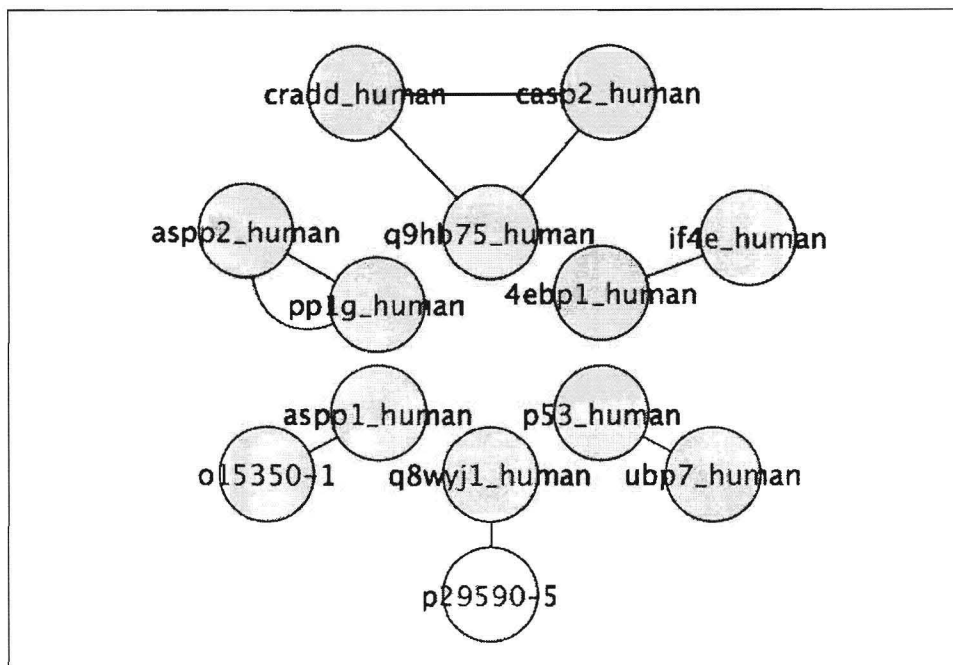 cradd_human
casp2_human
aspp2_human
q9hb75_human
if4e_human
4ebp1_human
pp1g_human
aspp1_human
p53_human
o15350-1
q8wyj1_human
ubp7_human
p29590-5